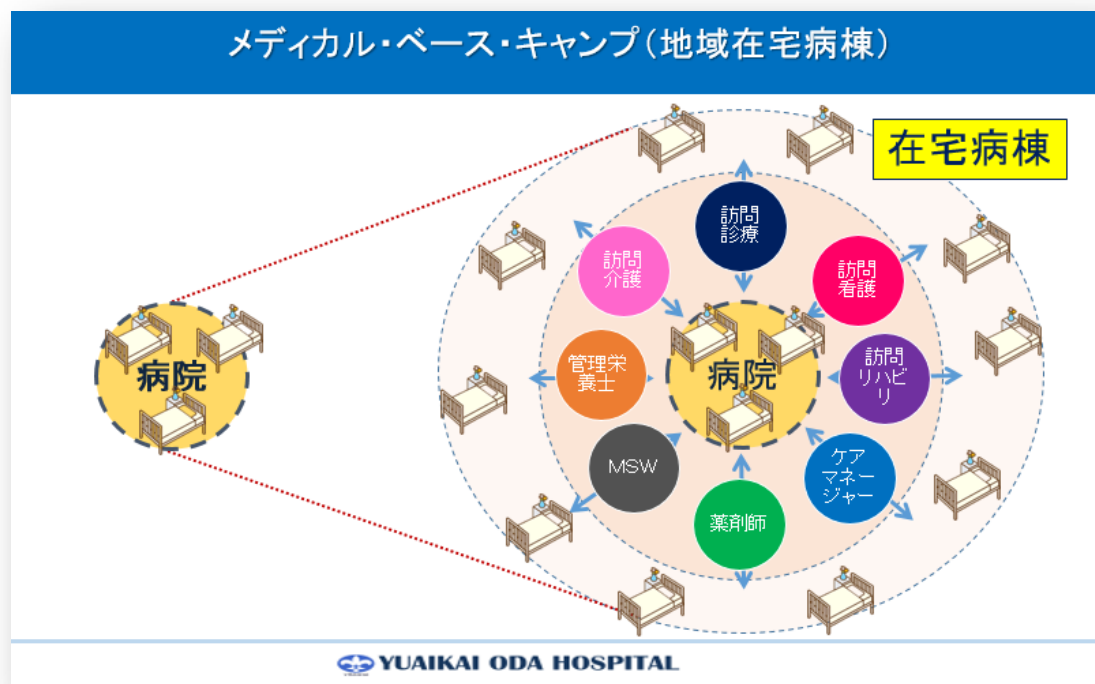 メディカル・ベース・キャンプ（地域在宅病棟）
在宅病棟
病院
訪問
診療
訪問
介護
訪問
看護
管理栄
養士
病院
訪問
リハビ
リ
MSW
ケア
マネー
ジャー
薬剤師
YUAIKAI ODA HOSPITAL